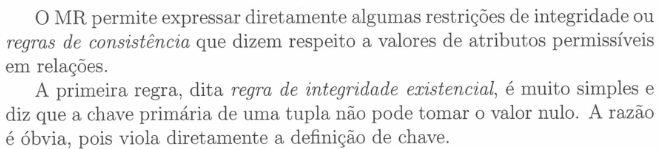 O MR permite expressar diretamente algumas restrições de integridade ou
regras de consistência que dizem respeito a valores de atributos permissíveis
em relações.
A primeira regra, dita regra de integridade existencial, é muito simples e
diz que a chave primária de uma tupla não pode tomar o valor nulo. A razão
é óbvia, pois viola diretamente a definição de chave.